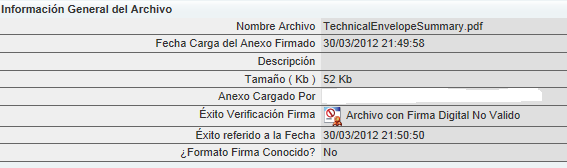 Información General del Archivo
Nombre Archivo TechnicalEnvelopeSummary.pdf
Fecha Carga del Anexo Firmado 30/03/2012 21:49:58
Descripción
Tamaño ( Kb ) 52 Kb
Anexo Cargado Por
Éxito Verificación Firma Archivo con Firma Digital No Valido
Éxito referido a la Fecha 30/03/2012 21:50:50
¿Formato Firma Conocido? No